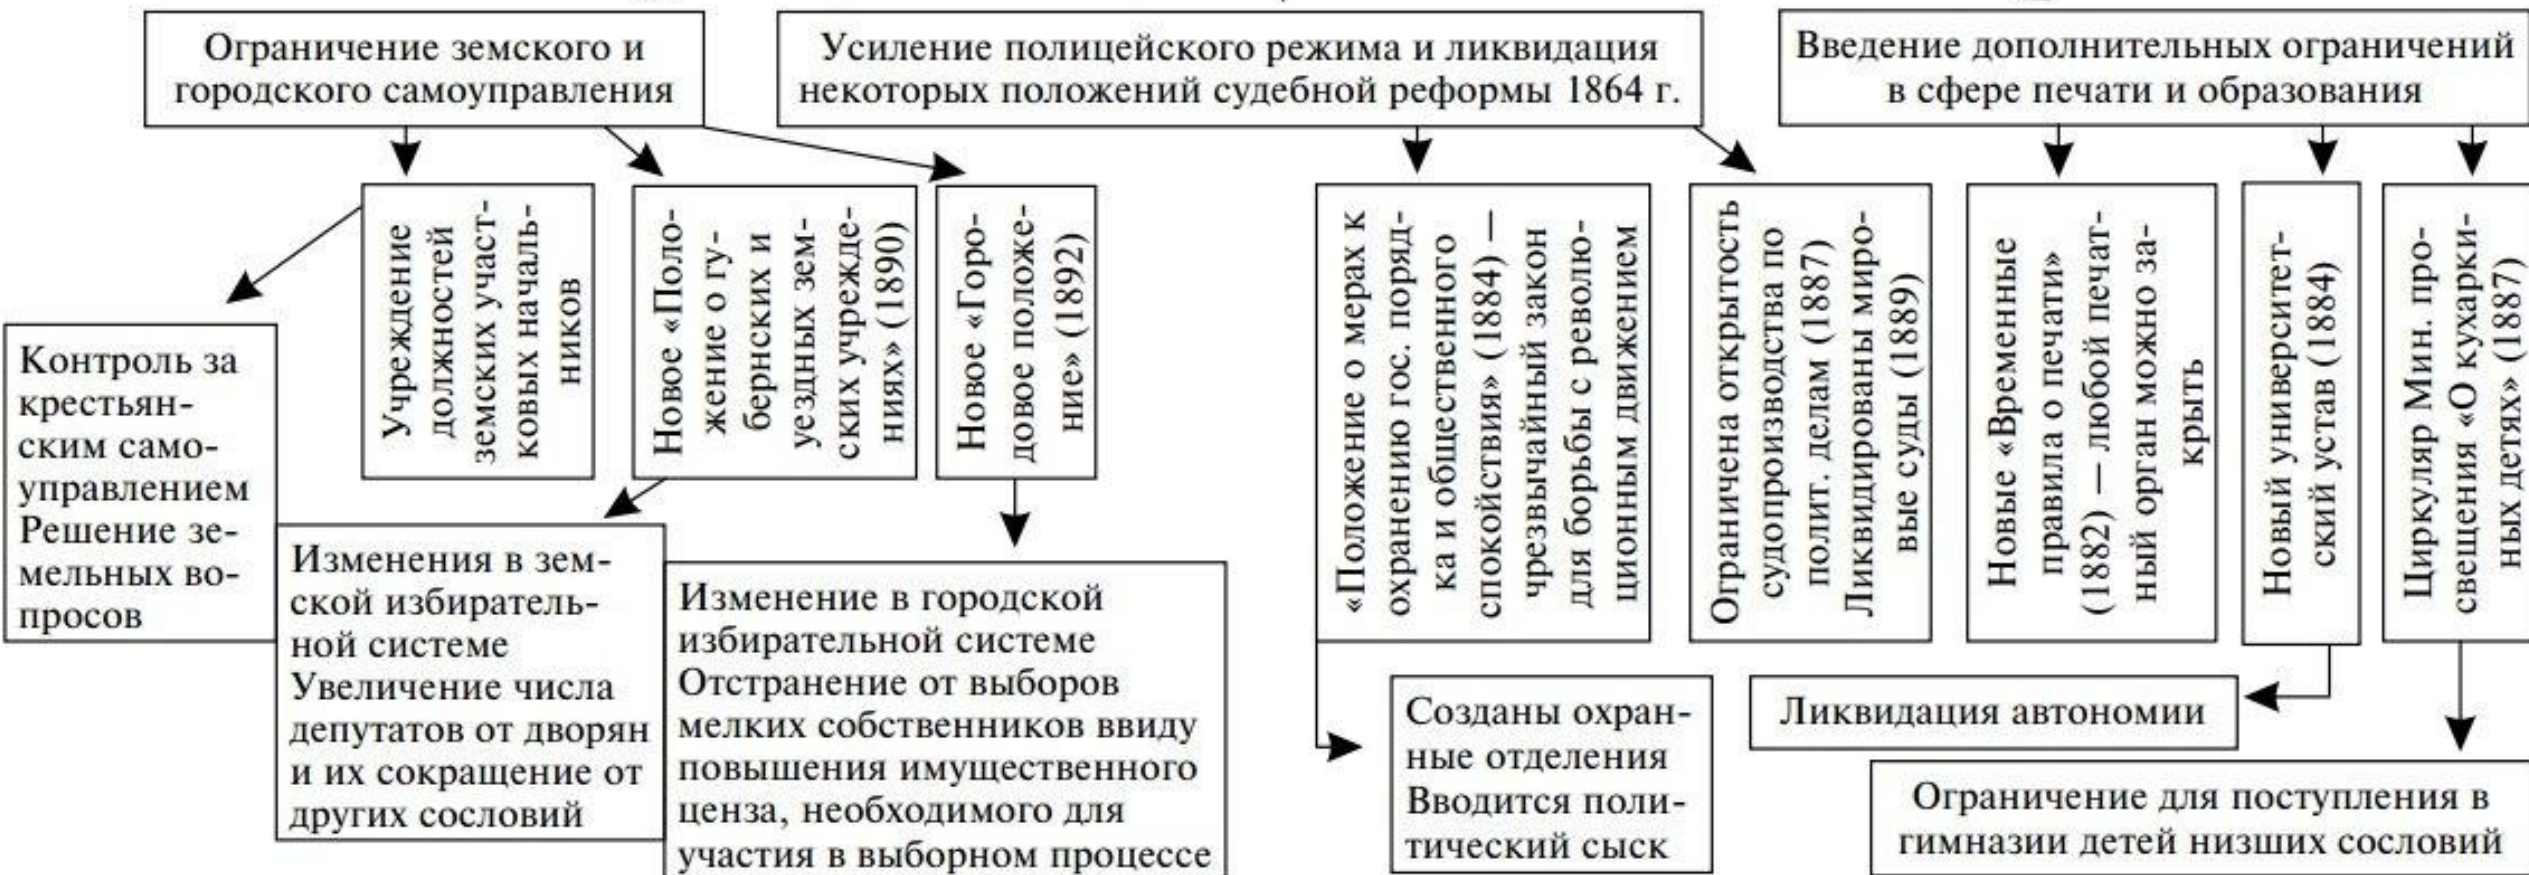 Ограничение земского и
городского самоуправления
Усиление полицейского режима и ликвидация
некоторых положений судебной реформы 1864 г.
Введение дополнительных ограничений
в сфере печати и образования
Учреждение
должностей
земских участ-
ковых началь-
ников
Новое «Поло-
жение о гу-
бернских и
уездных зем-
ских учрежде-
ниях» (1890)
Новое «Горо-
довое положе-
ние» (1892)
«Положение о мерах к
охранению гос. поряд-
ка и общественного
спокойствия» (1884) —
чрезвычайный закон
для борьбы с револю-
ционным движением
Ограничена открытость
судопроизводства по
полит. делам (1887)
Ликвидированы миро-
вые суды (1889)
Новые «Временные
правила о печати»
(1882) — любой печат-
ный орган можно за-
крыть
Новый университет-
ский устав (1884)
Циркуляр Мин. про-
свещения «О кухарки-
ных детях» (1887)
Контроль за
крестьян-
ским само-
управлением
Решение зе-
мельных во-
просов
Изменения в зем-
ской избиратель-
ной системе
Увеличение числа
депутатов от дворян
и их сокращение от
других сословий
Изменение в городской
избирательной системе
Отстранение от выборов
мелких собственников ввиду
повышения имущественного
ценза, необходимого для
участия в выборном процессе
Созданы охран-
ные отделения
Вводится поли-
тический сыск
Ликвидация автономии
Ограничение для поступления в
гимназии детей низших сословий